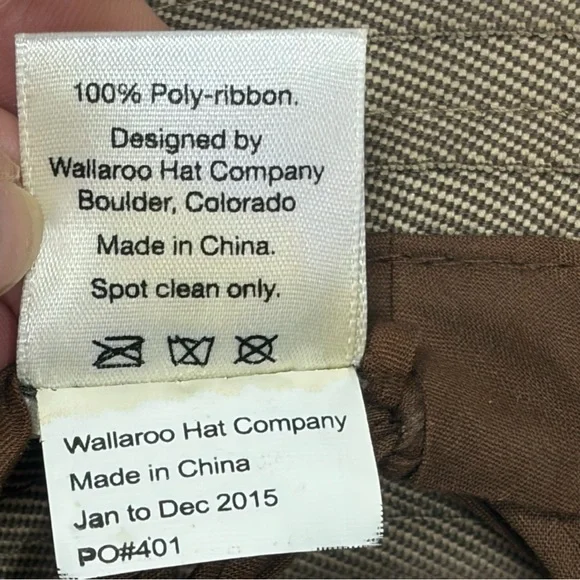 100% Poly-ribbon.
Designed by
Wallaroo Hat Company
Boulder, Colorado
Made in China.
Spot clean only.
Wallaroo Hat Company
Made in China
Jan to Dec 2015
PO#401